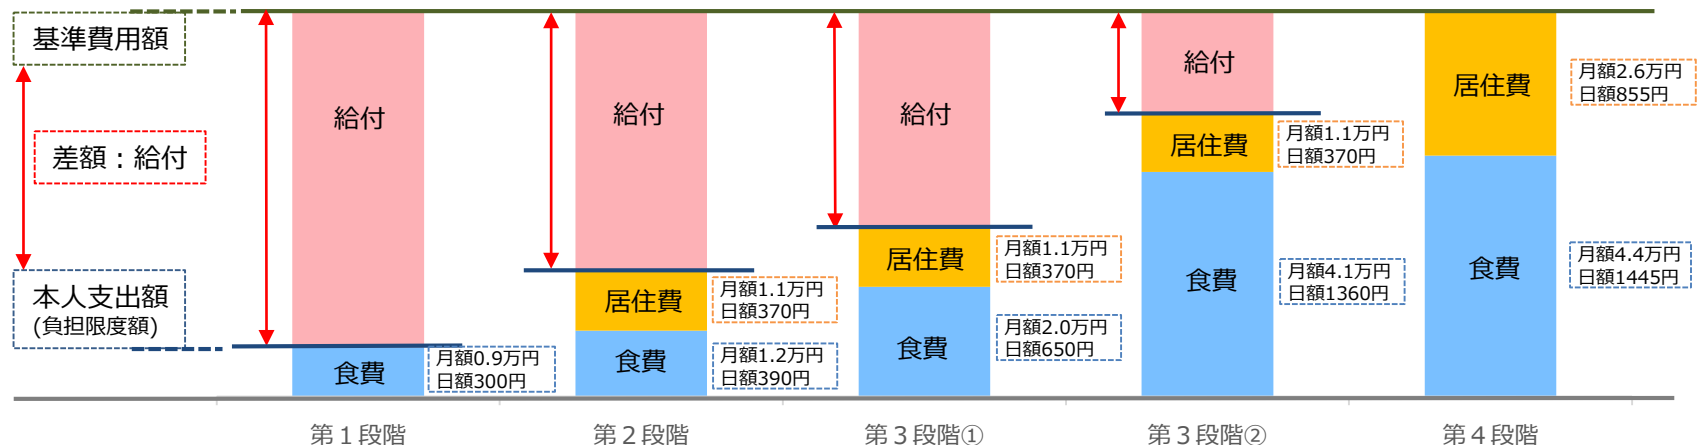 基準費用額
差額：給付
本人支出額
(負担限度額)
給付
食費
月額0.9万円
日額300円
第１段階
給付
居住費
月額1.1万円
日額370円
食費
月額1.2万円
日額390円
第２段階
給付
居住費
月額1.1万円
日額370円
食費
月額2.0万円
日額650円
第３段階①
給付
居住費
月額1.1万円
日額370円
食費
月額4.1万円
日額1360円
第３段階②
居住費
月額2.6万円
日額855円
食費
月額4.4万円
日額1445円
第４段階